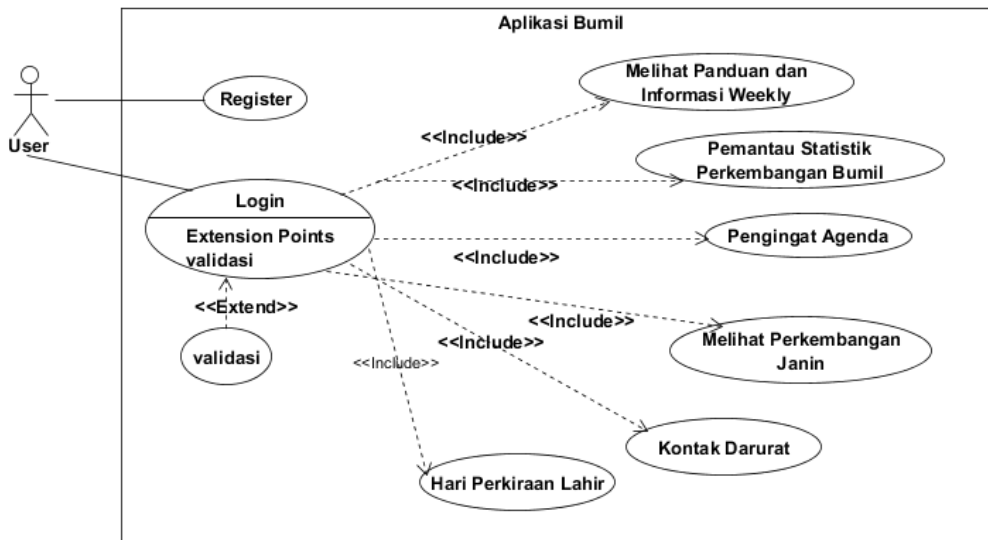 Aplikasi Bumil
User
Register
Melihat Panduan dan
Informasi Weekly
<<Include>>
Pemantau Statistik
Perkembangan Bumil
<<Include>>
Login
Extension Points
validasi
Pengingat Agenda
<<Include>>
<<Extend>>
validasi
<<Include>>
Melihat Perkembangan
Janin
<<Include>>
<<Include>>
Kontak Darurat
Hari Perkiraan Lahir